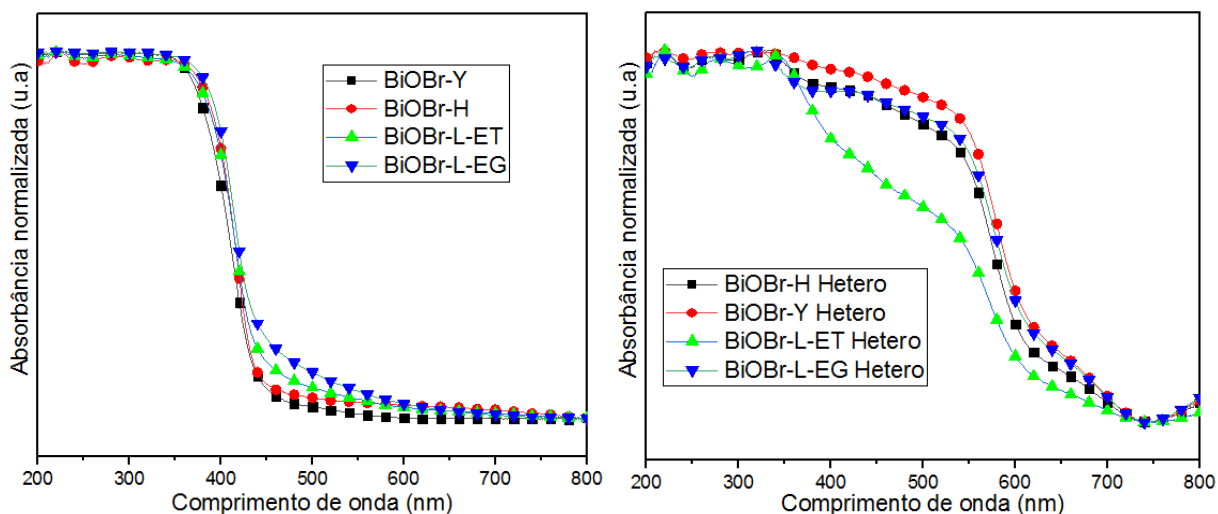 Absorbância normalizada (u.a)
BiOBr-Y
BiOBr-H
BiOBr-L-ET
BiOBr-L-EG
200 300 400 500 600 700 800
Comprimento de onda (nm)
Absorbância normalizada (u.a)
BiOBr-H Hetero
BiOBr-Y Hetero
BiOBr-L-ET Hetero
BiOBr-L-EG Hetero
200 300 400 500 600 700 800
Comprimento de onda (nm)